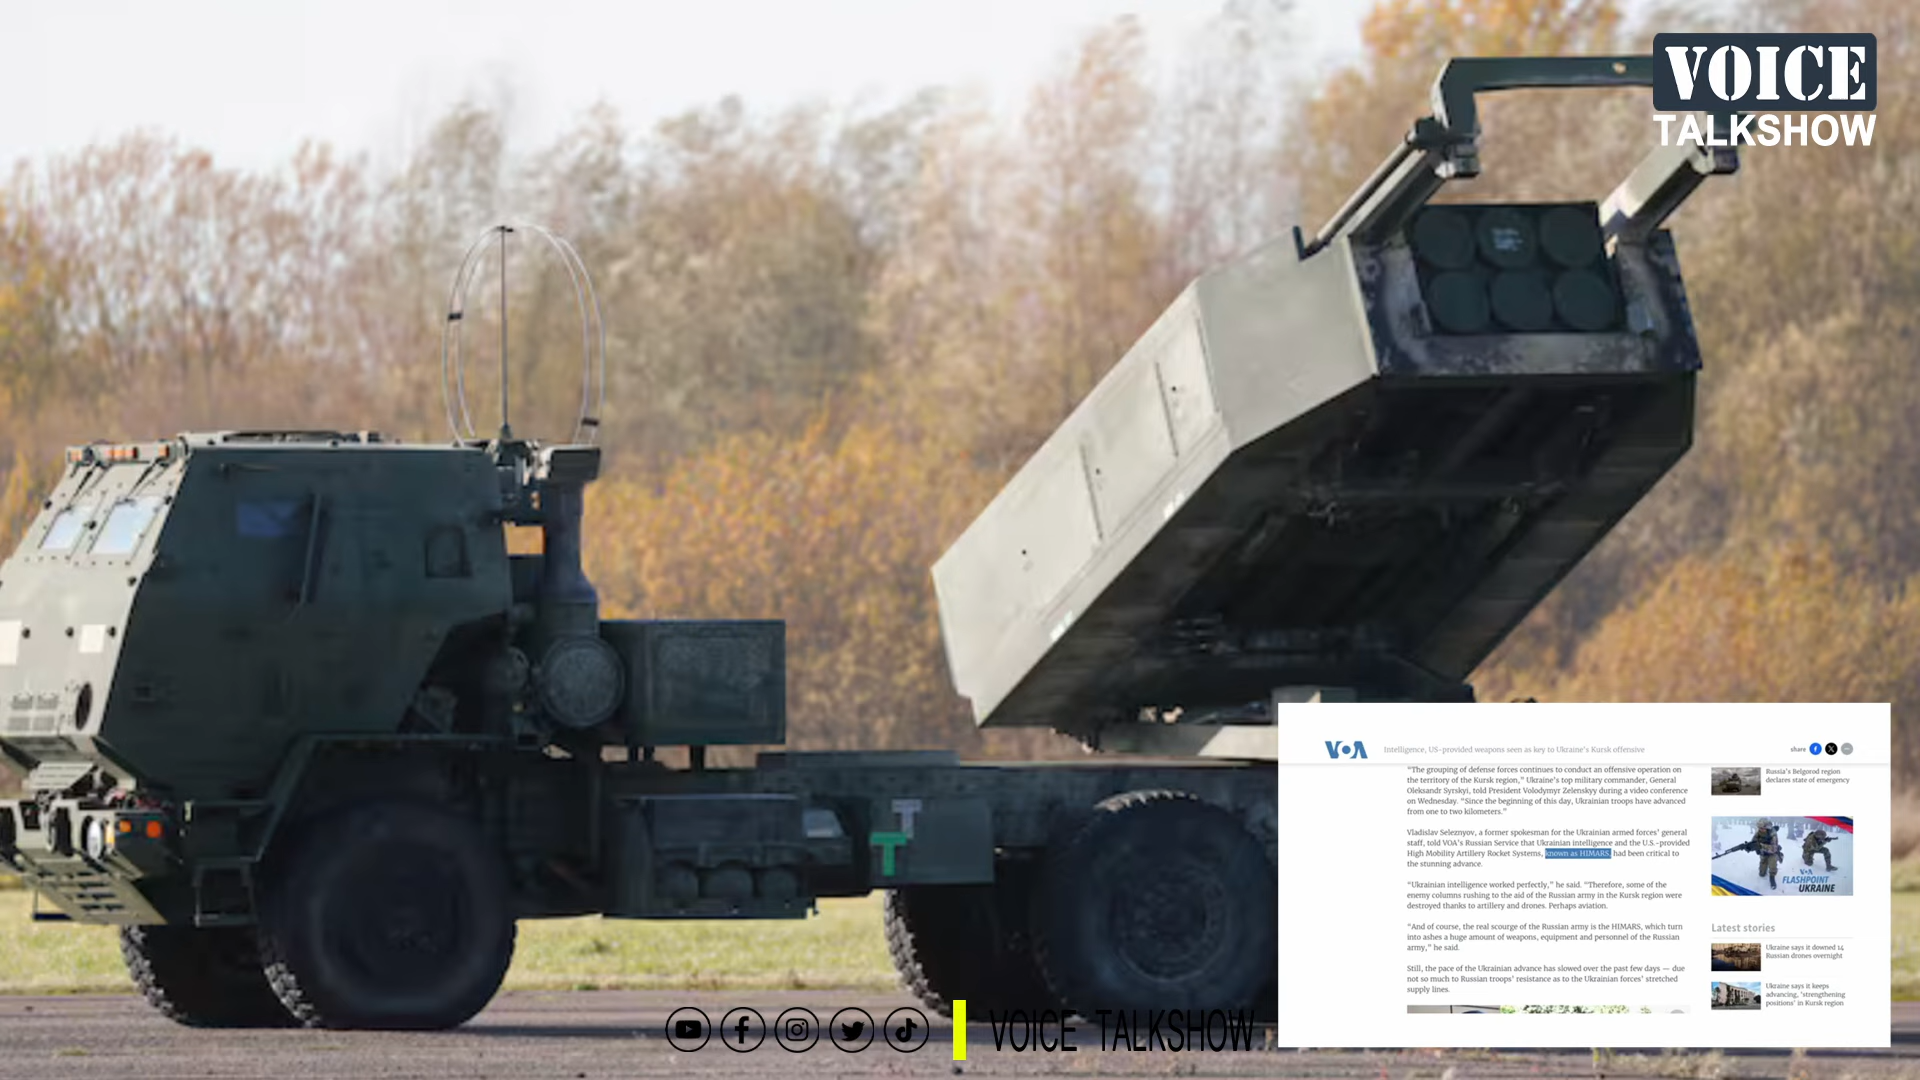 VOICE
TALKSHOW
VOA
Intelligence, US-provided weapons seen as key to Ukraine's Kursk offensive
share
"The grouping of defense forces continues to conduct an offensive operation on
the territory of the Kursk region," Ukraine's top military commander, General
Oleksandr Syrskyi, told President Volodymyr Zelenskyy during a video conference
on Wednesday. "Since the beginning of this day, Ukrainian troops have advanced
from one to two kilometers."
Vladislav Seleznyov, a former spokesman for the Ukrainian armed forces' general
staff, told VOA's Russian Service that Ukrainian intelligence and the U.S.-provided
High Mobility Artillery Rocket Systems, known as HIMARS, had been critical to
the stunning advance.
"Ukrainian intelligence worked perfectly," he said. "Therefore, some of the
enemy columns rushing to the aid of the Russian army in the Kursk region were
destroyed thanks to artillery and drones. Perhaps aviation.
"And of course, the real scourge of the Russian army is the HIMARS, which turn
into ashes a huge amount of weapons, equipment and personnel of the Russian
army," he said.
Still, the pace of the Ukrainian advance has slowed over the past few days — due
not so much to Russian troops' resistance as to the Ukrainian forces' stretched
supply lines.
Russia's Belgorod region
declares state of emergency
VOA
FLASHPOINT
UKRAINE
Latest stories
Ukraine says it downed 14
Russian drones overnight
Ukraine says it keeps
advancing, 'strengthening
positions' in Kursk region
T
T
VOICE TALKSHOW